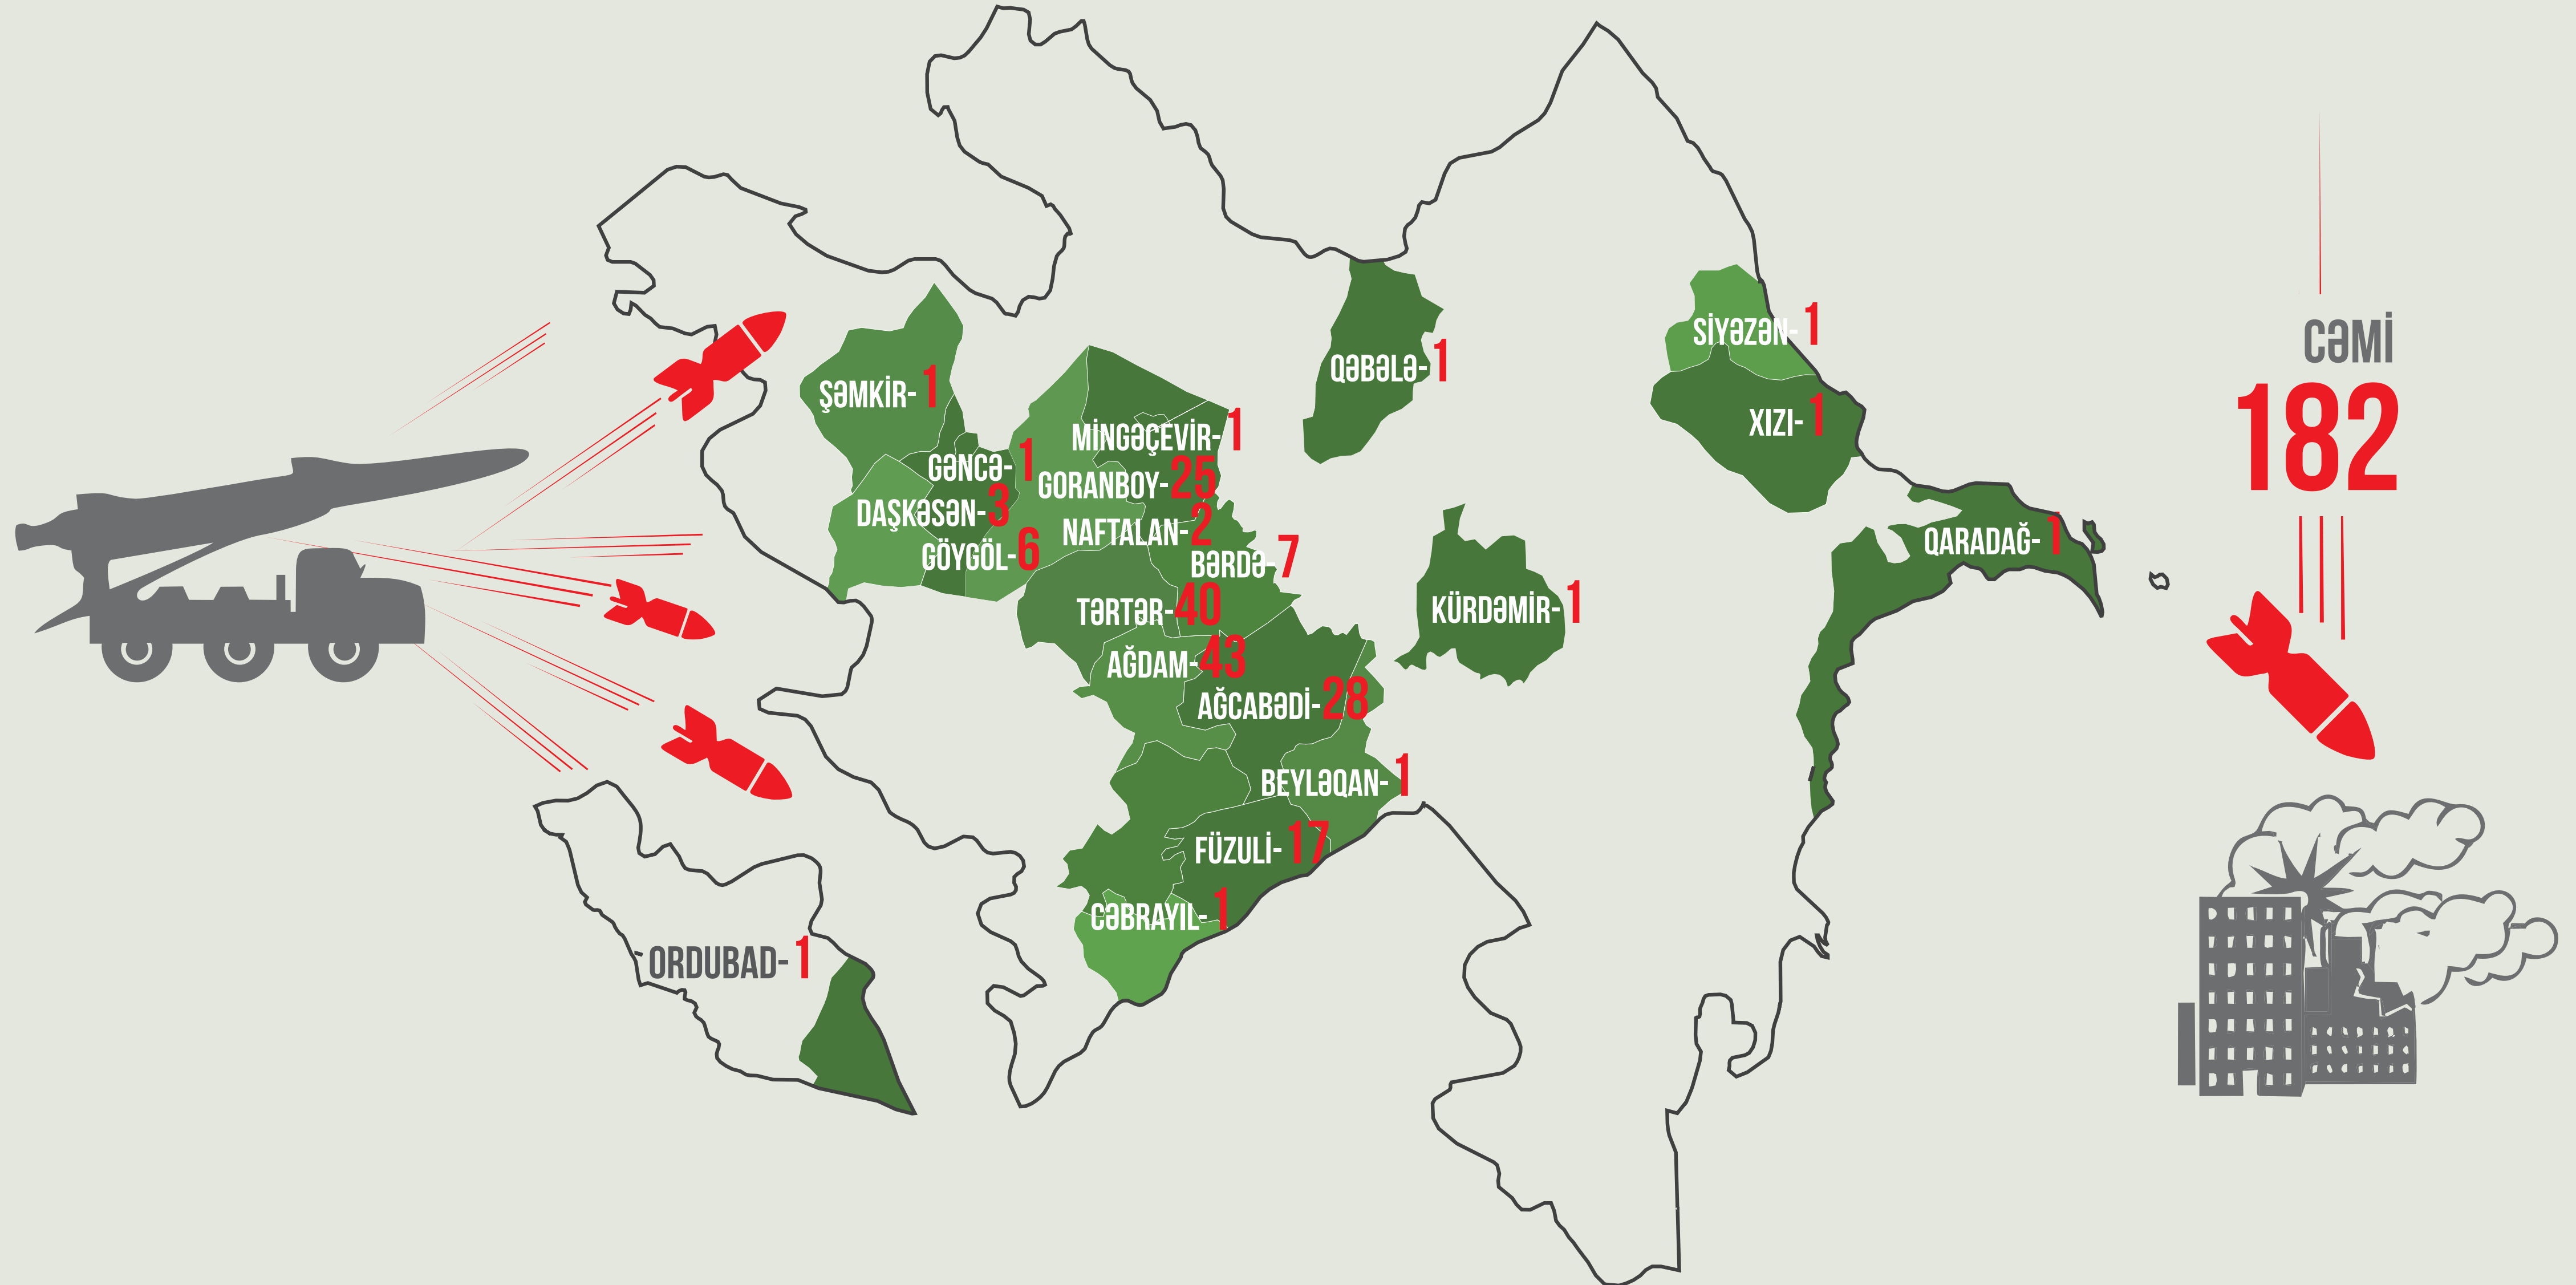 SİYƏZƏN-1
CƏMİ
182
QƏBƏLƏ-1
ŞƏMKİR-1
XIZI-1
MİNGƏÇEVİR-1
GƏNCƏ-1
GORANBOY-25
DAŞKƏSƏN-3
NAFTALAN-2
QARADAĞ-1
GÖYGÖL-6
BƏRDƏ-7
TƏRTƏR-40
KÜRDƏMİR-1
AĞDAM-43
AĞCABƏDİ-28
BEYLƏQAN-1
FÜZULİ-17
CƏBRAYIL-1
ORDUBAD-1